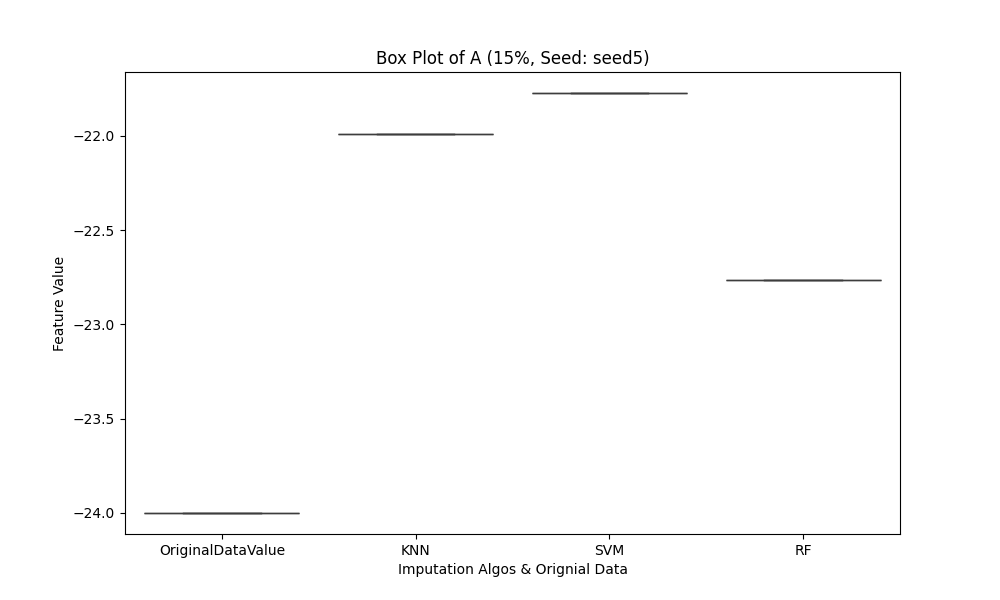 Box Plot of A (15%, Seed: seed5)
−22.0
−22.5
−23.0
−23.5
−24.0
Feature Value
OriginalDataValue KNN SVM RF
Imputation Algos & Orignial Data